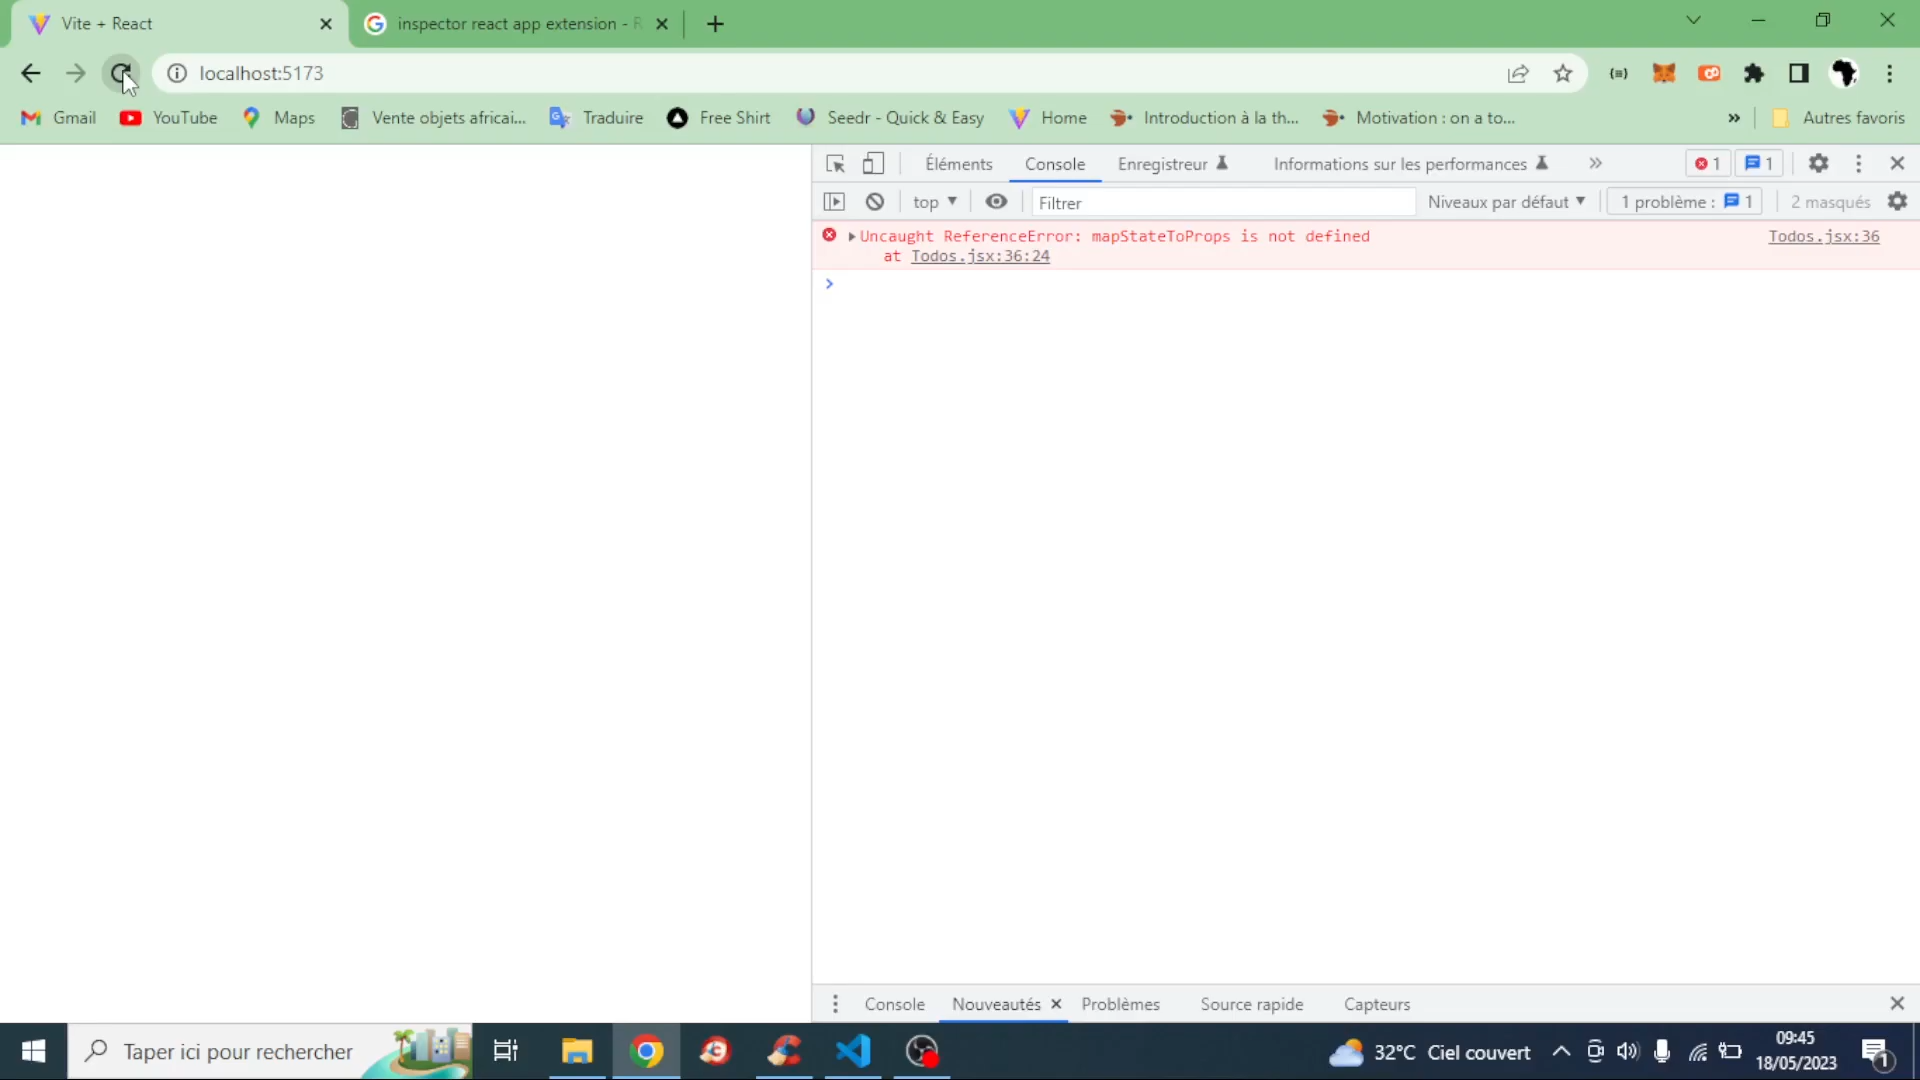 Vite + React
inspector react app extension - R
localhost:5173
Gmail
YouTube
Maps
Vente objets africai...
Traduire
Free Shirt
Seedr - Quick & Easy
Home
Introduction à la th...
Motivation : on a to...
»
Autres favoris
Éléments
Console
Enregistreur
Informations sur les performances
»
1
1
top
Filtrer
Niveaux par défaut
1 problème : 1
2 masqués
Uncaught ReferenceError: mapStateToProps is not defined
Todos.jsx:36
at Todos.jsx:36:24
Console
Nouveautés
Problèmes
Source rapide
Capteurs
Taper ici pour rechercher
32°C Ciel couvert
09:45
18/05/2023
1